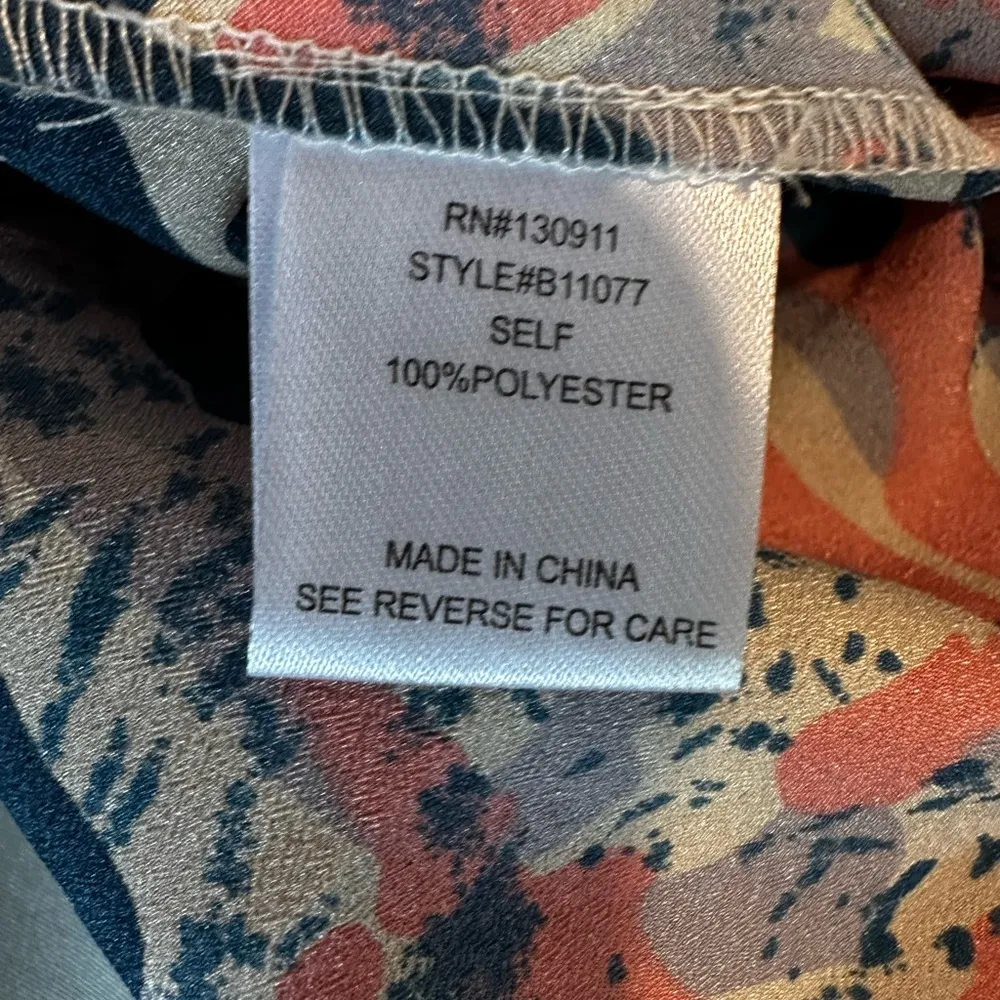 RN#130911
STYLE#B11077
SELF
100%POLYESTER
MADE IN CHINA
SEE REVERSE FOR CARE